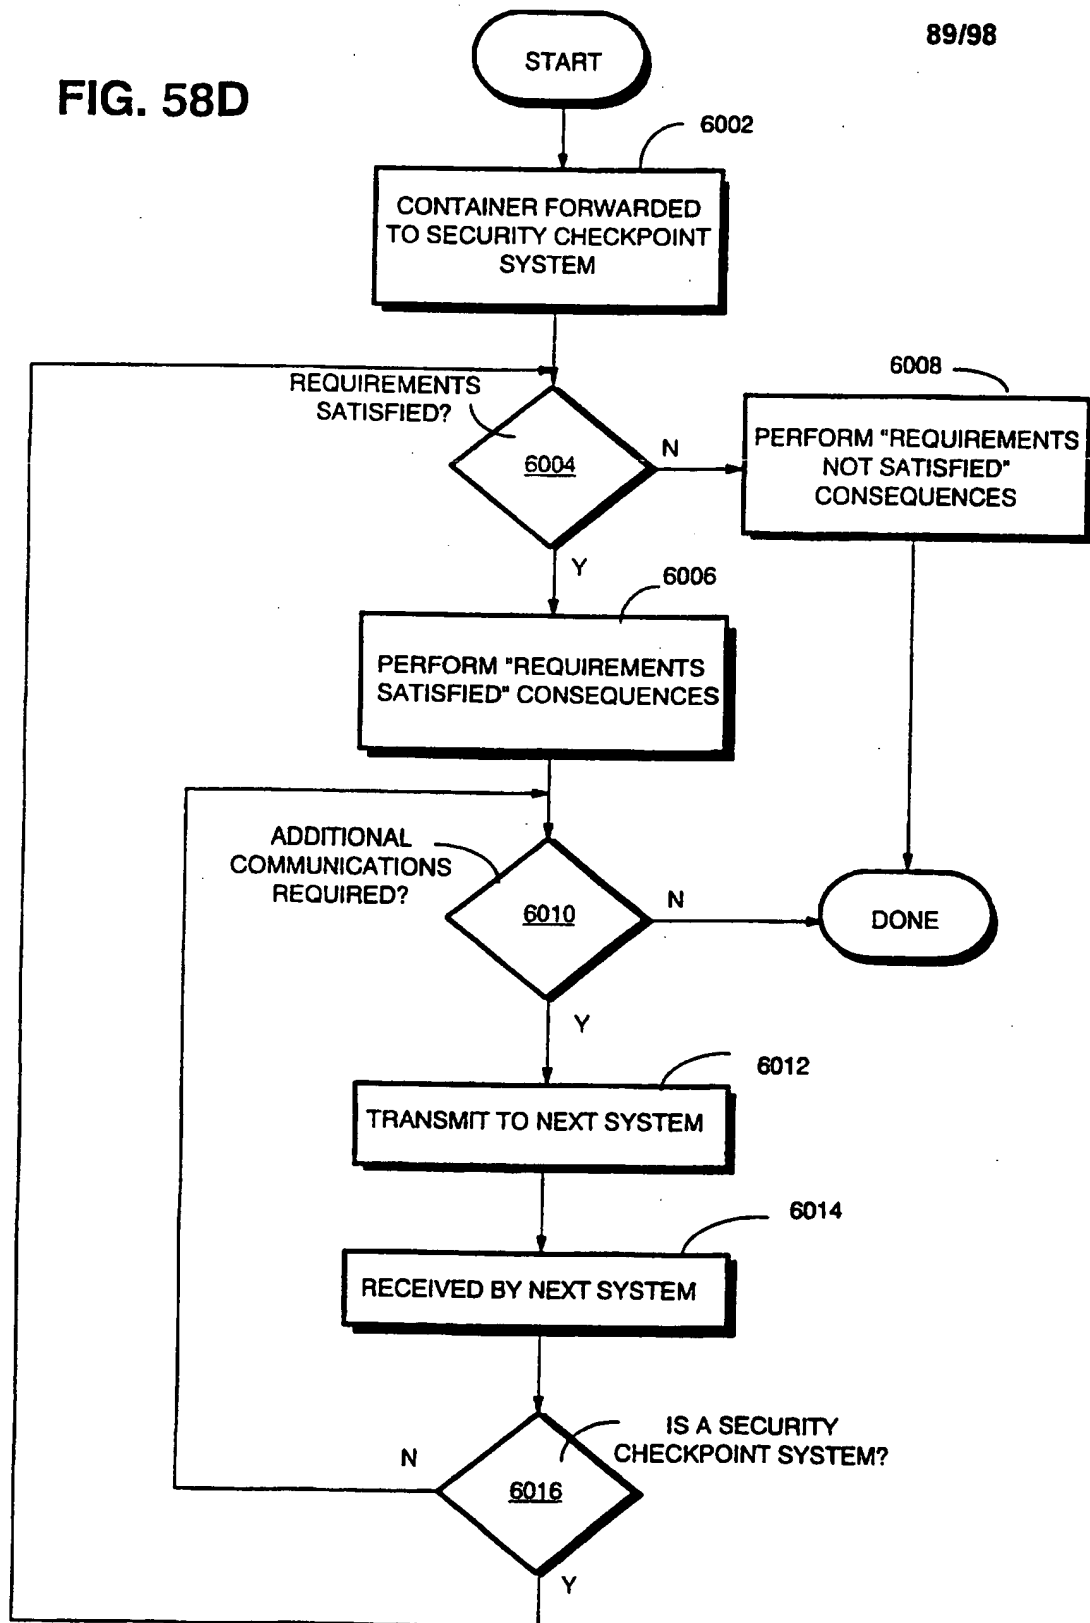 89/98
FIG. 58D
START
6002
CONTAINER FORWARDED
TO SECURITY CHECKPOINT
SYSTEM
REQUIREMENTS
SATISFIED?
6004
N
Y
6008
PERFORM "REQUIREMENTS
NOT SATISFIED"
CONSEQUENCES
6006
PERFORM "REQUIREMENTS
SATISFIED" CONSEQUENCES
ADDITIONAL
COMMUNICATIONS
REQUIRED?
6010
N
DONE
Y
6012
TRANSMIT TO NEXT SYSTEM
6014
RECEIVED BY NEXT SYSTEM
IS A SECURITY
CHECKPOINT SYSTEM?
N
6016
Y